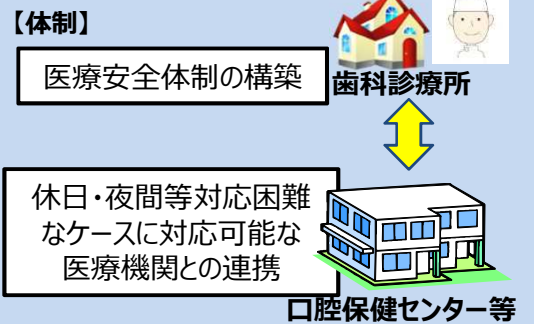 【体制】
医療安全体制の構築
歯科診療所
休日・夜間等対応困難
なケースに対応可能な
医療機関との連携
口腔保健センター等